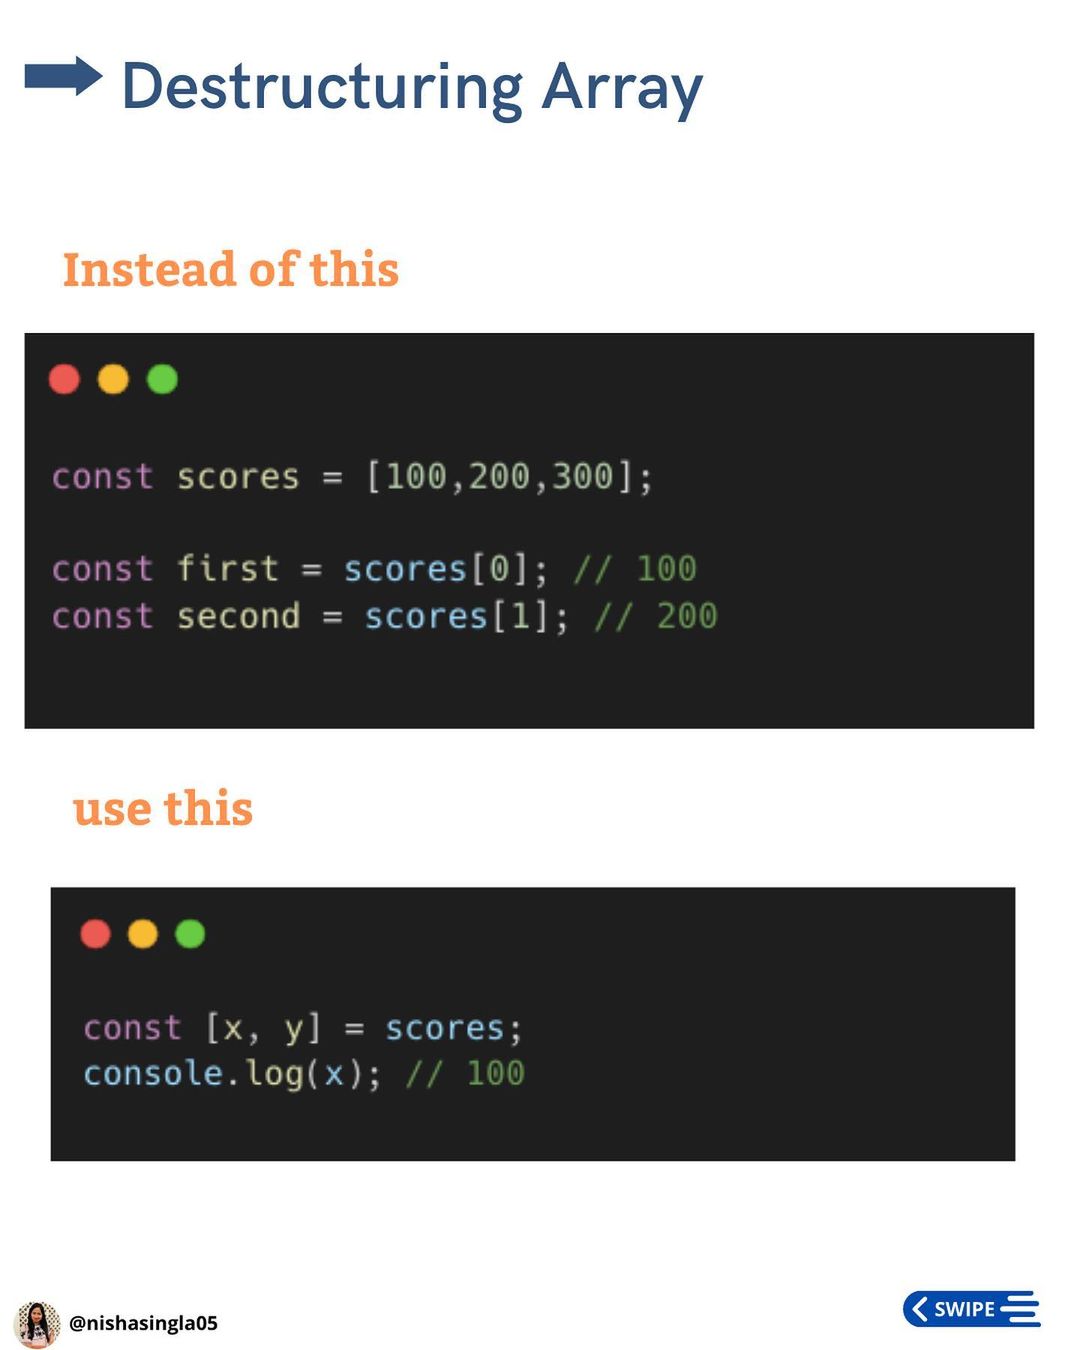 Destructuring Array
Instead of this
const scores = [100,200,300];
const first = scores[0]; // 100
const second = scores[1]; // 200
use this
const [x, y] = scores;
console.log(x); // 100
@nishasingla05
SWIPE